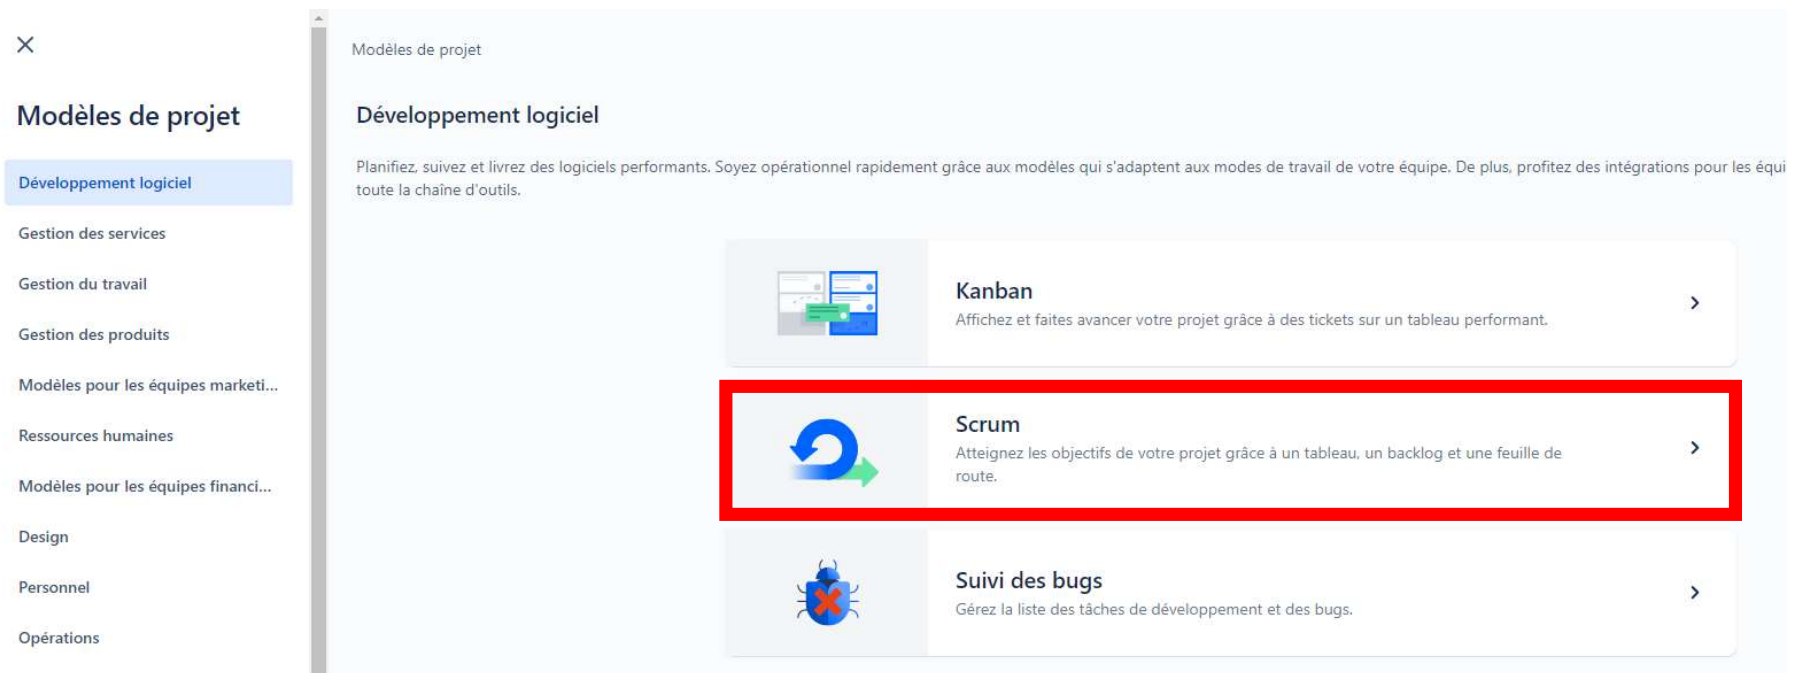 Modèles de projet
Développement logiciel
Gestion des services
Gestion du travail
Gestion des produits
Modèles pour les équipes marketi...
Ressources humaines
Modèles pour les équipes financi...
Design
Personnel
Opérations
Modèles de projet
Développement logiciel
Planifiez, suivez et livrez des logiciels performants. Soyez opérationnel rapidement grâce aux modèles qui s'adaptent aux modes de travail de votre équipe. De plus, profitez des intégrations pour les équi
toute la chaîne d'outils.
Kanban
Affichez et faites avancer votre projet grâce à des tickets sur un tableau performant.
Scrum
Atteignez les objectifs de votre projet grâce à un tableau, un backlog et une feuille de
route.
Suivi des bugs
Gérez la liste des tâches de développement et des bugs.